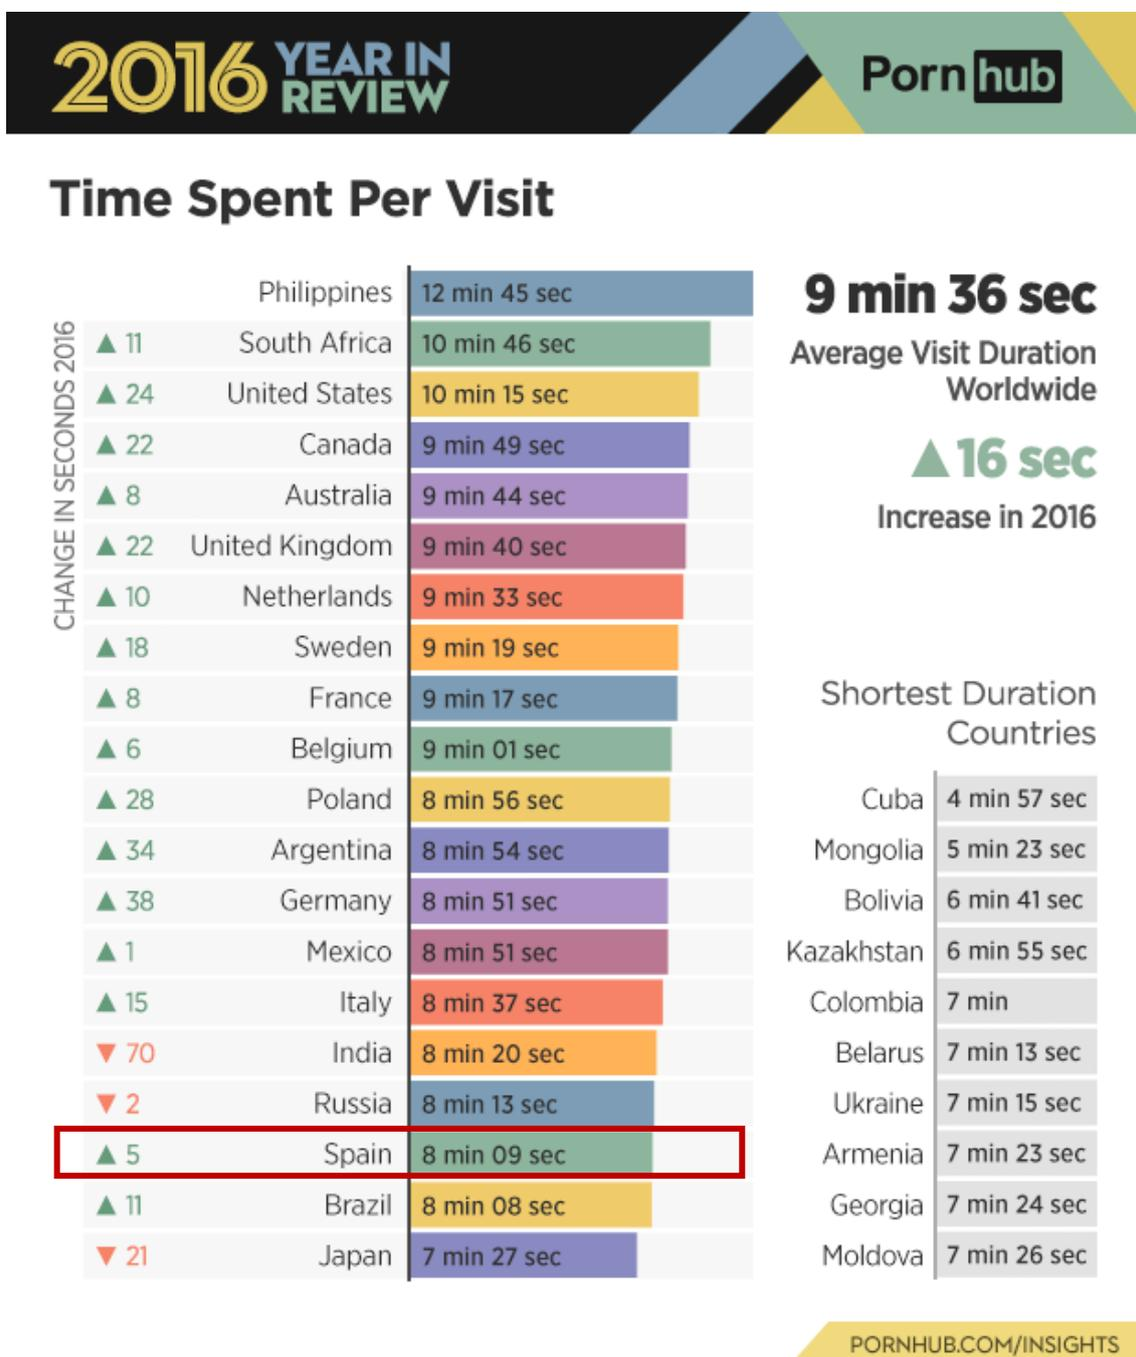 2016 YEAR IN REVIEW
Porn hub
Time Spent Per Visit
CHANGE IN SECONDS 2016
Philippines 12 min 45 sec
▲ 11 South Africa 10 min 46 sec
▲ 24 United States 10 min 15 sec
▲ 22 Canada 9 min 49 sec
▲ 8 Australia 9 min 44 sec
▲ 22 United Kingdom 9 min 40 sec
▲ 10 Netherlands 9 min 33 sec
▲ 18 Sweden 9 min 19 sec
▲ 8 France 9 min 17 sec
▲ 6 Belgium 9 min 01 sec
▲ 28 Poland 8 min 56 sec
▲ 34 Argentina 8 min 54 sec
▲ 38 Germany 8 min 51 sec
▲ 1 Mexico 8 min 51 sec
▲ 15 Italy 8 min 37 sec
▼ 70 India 8 min 20 sec
▼ 2 Russia 8 min 13 sec
▲ 5 Spain 8 min 09 sec
▲ 11 Brazil 8 min 08 sec
▼ 21 Japan 7 min 27 sec
9 min 36 sec
Average Visit Duration
Worldwide
▲ 16 sec
Increase in 2016
Shortest Duration
Countries
Cuba 4 min 57 sec
Mongolia 5 min 23 sec
Bolivia 6 min 41 sec
Kazakhstan 6 min 55 sec
Colombia 7 min
Belarus 7 min 13 sec
Ukraine 7 min 15 sec
Armenia 7 min 23 sec
Georgia 7 min 24 sec
Moldova 7 min 26 sec
PORNHUB.COM/INSIGHTS